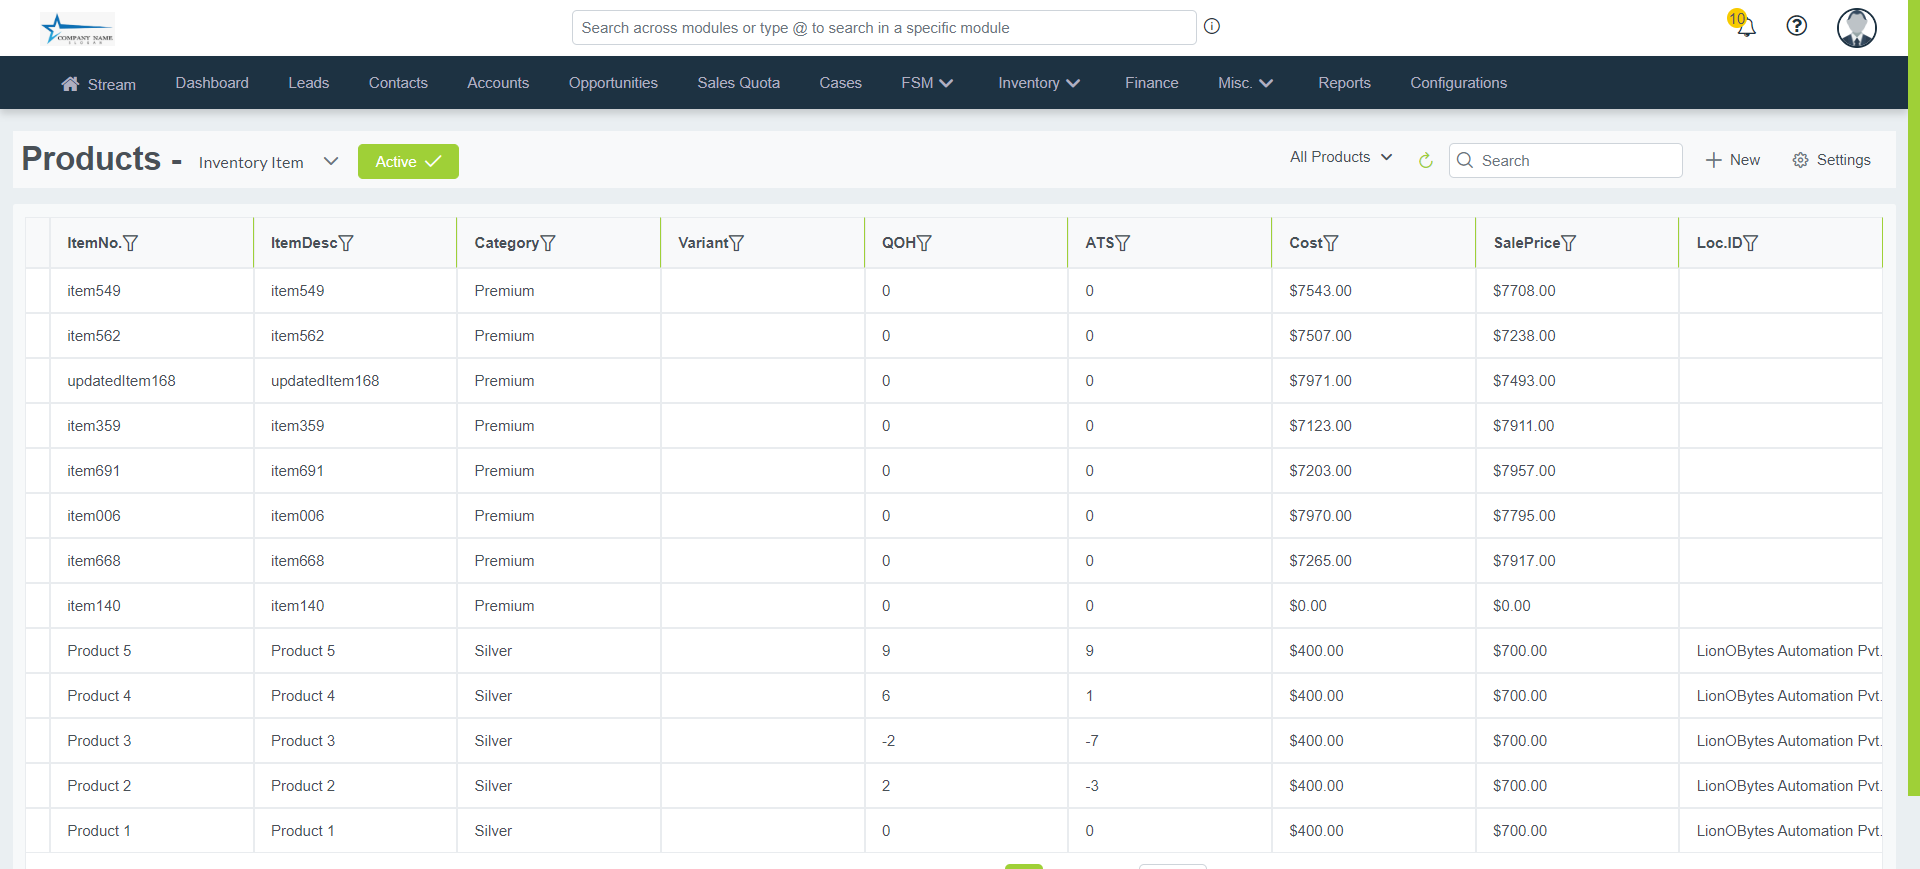 COMPANY NAME
Search across modules or type @ to search in a specific module
10
Stream Dashboard Leads Contacts Accounts Opportunities Sales Quota Cases FSM Inventory Finance Misc. Reports Configurations
Products - Inventory Item Active All Products Search New Settings
ItemNo. ItemDesc Category Variant QOH ATS Cost SalePrice Loc.ID
item549 item549 Premium 0 0 $7543.00 $7708.00
item562 item562 Premium 0 0 $7507.00 $7238.00
updatedItem168 updatedItem168 Premium 0 0 $7971.00 $7493.00
item359 item359 Premium 0 0 $7123.00 $7911.00
item691 item691 Premium 0 0 $7203.00 $7957.00
item006 item006 Premium 0 0 $7970.00 $7795.00
item668 item668 Premium 0 0 $7265.00 $7917.00
item140 item140 Premium 0 0 $0.00 $0.00
Product 5 Product 5 Silver 9 9 $400.00 $700.00 LionOBytes Automation Pvt.
Product 4 Product 4 Silver 6 1 $400.00 $700.00 LionOBytes Automation Pvt.
Product 3 Product 3 Silver -2 -7 $400.00 $700.00 LionOBytes Automation Pvt.
Product 2 Product 2 Silver 2 -3 $400.00 $700.00 LionOBytes Automation Pvt.
Product 1 Product 1 Silver 0 0 $400.00 $700.00 LionOBytes Automation Pvt.